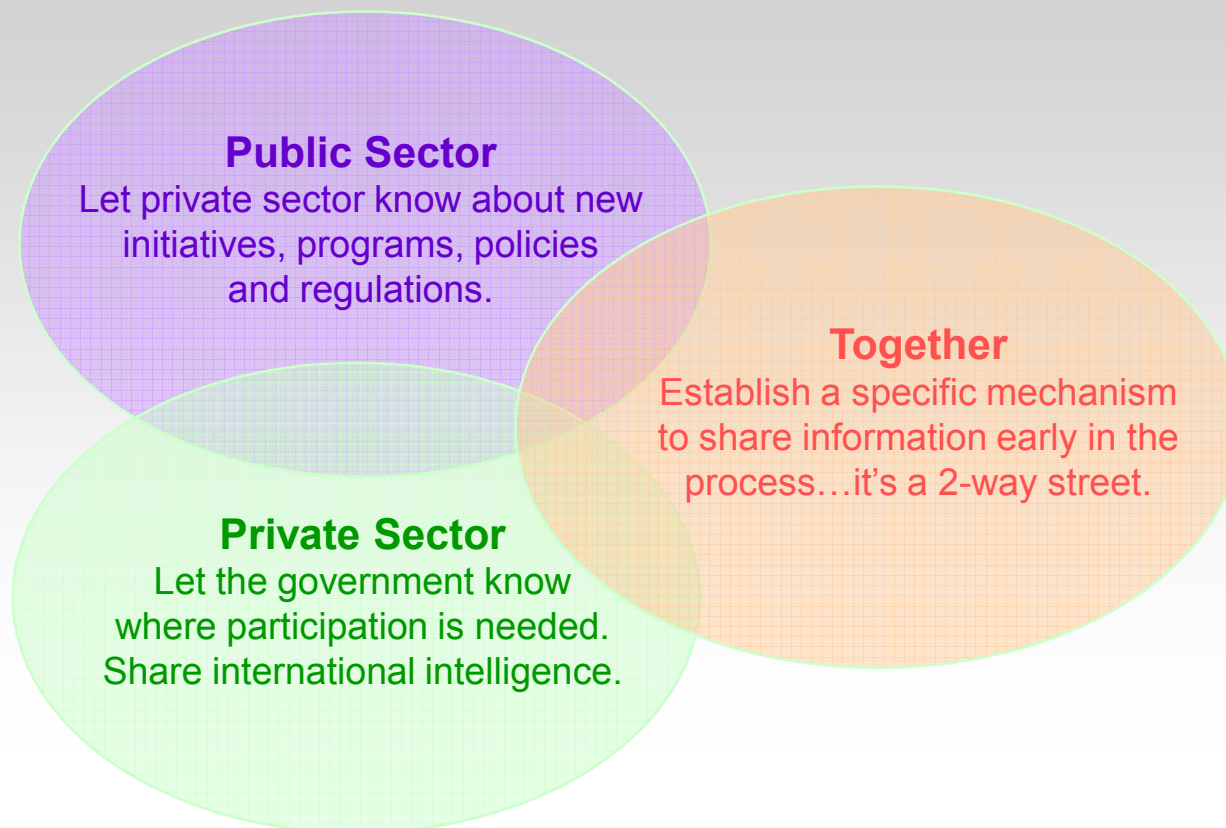 Public Sector
Let private sector know about new
initiatives, programs, policies
and regulations.
Together
Establish a specific mechanism
to share information early in the
process…it's a 2-way street.
Private Sector
Let the government know
where participation is needed.
Share international intelligence.